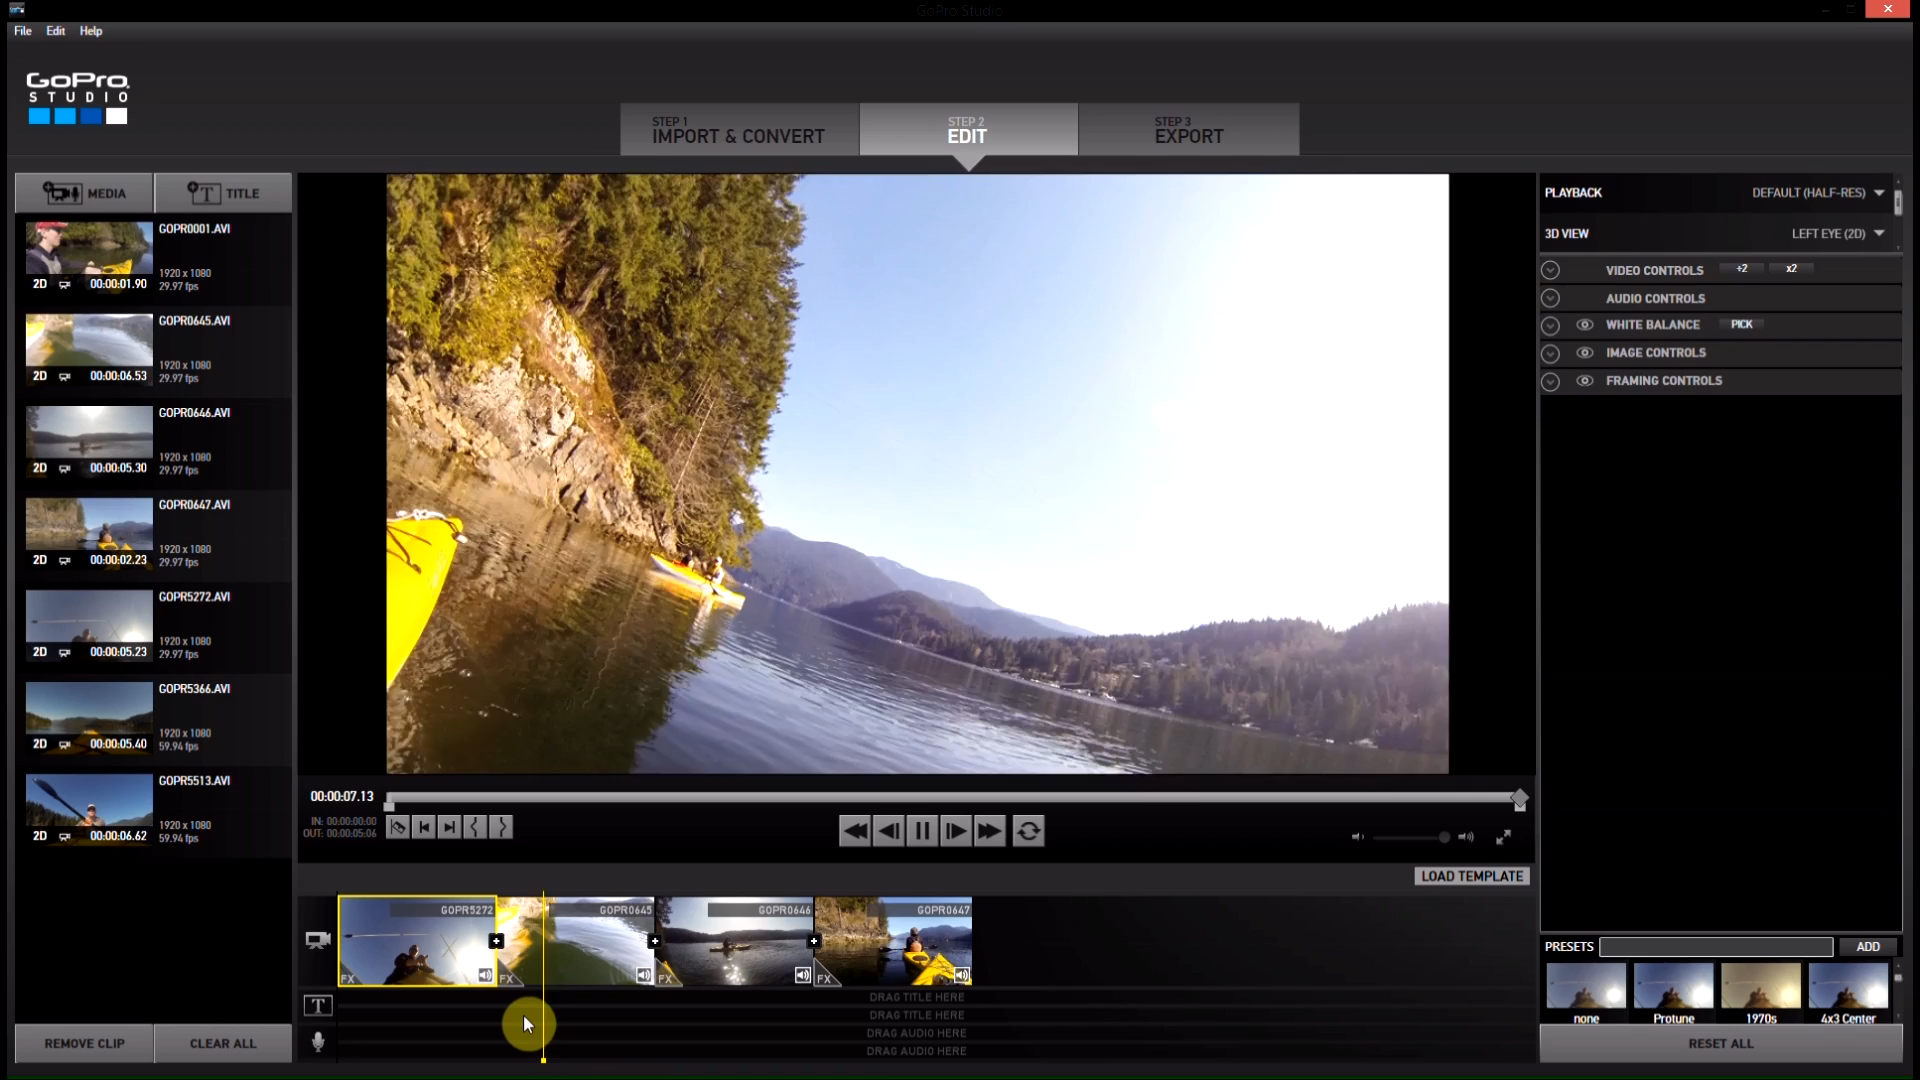 GoPro Studio
File Edit Help
GoPro
STUDIO
STEP 1
IMPORT & CONVERT
STEP 2
EDIT
STEP 3
EXPORT
MEDIA
TITLE
GOPR0001.AVI
1920 x 1080
2D 00:00:01.90 29.97 fps
GOPR0645.AVI
1920 x 1080
2D 00:00:06.53 29.97 fps
GOPR0646.AVI
1920 x 1080
2D 00:00:05.30 29.97 fps
GOPR0647.AVI
1920 x 1080
2D 00:00:02.23 29.97 fps
GOPR5272.AVI
1920 x 1080
2D 00:00:05.23 29.97 fps
GOPR5366.AVI
1920 x 1080
2D 00:00:05.40 59.94 fps
GOPR5513.AVI
1920 x 1080
2D 00:00:06.62 59.94 fps
REMOVE CLIP
CLEAR ALL
00:00:07.13
IN: 00:00:00:00
OUT: 00:00:05:06
LOAD TEMPLATE
GOPR5272
GOPR0645
GOPR0646
GOPR0647
FX
FX
FX
FX
T
DRAG TITLE HERE
DRAG TITLE HERE
DRAG AUDIO HERE
DRAG AUDIO HERE
PLAYBACK DEFAULT (HALF-RES)
3D VIEW LEFT EYE (2D)
VIDEO CONTROLS ÷2 x2
AUDIO CONTROLS
WHITE BALANCE PICK
IMAGE CONTROLS
FRAMING CONTROLS
PRESETS ADD
none Protune 1970s 4x3 Center
RESET ALL